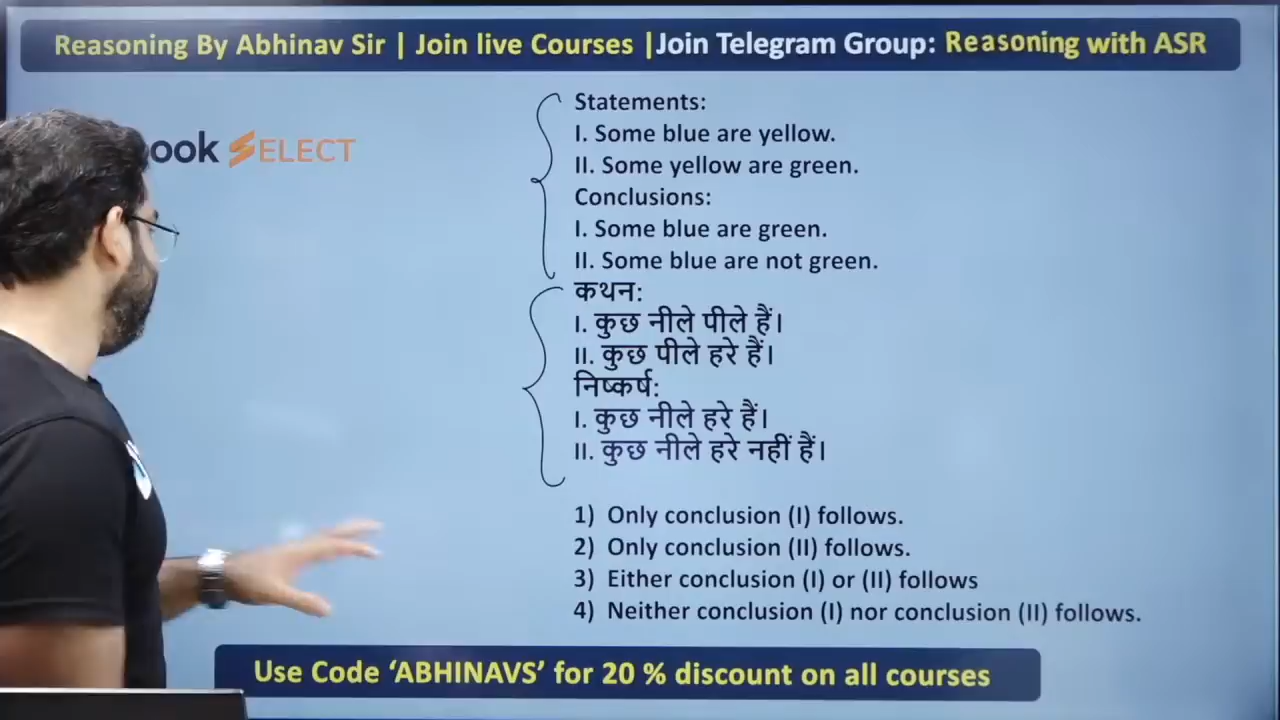 Reasoning By Abhinav Sir | Join live Courses |Join Telegram Group: Reasoning with ASR
ook SELECT
Statements:
I. Some blue are yellow.
II. Some yellow are green.
Conclusions:
I. Some blue are green.
II. Some blue are not green.
कथन:
I. कुछ नीले पीले हैं।
II. कुछ पीले हरे हैं।
निष्कर्ष:
I. कुछ नीले हरे हैं।
II. कुछ नीले हरे नहीं हैं।
1) Only conclusion (I) follows.
2) Only conclusion (II) follows.
3) Either conclusion (I) or (II) follows
4) Neither conclusion (I) nor conclusion (II) follows.
Use Code ‘ABHINAVS’ for 20 % discount on all courses